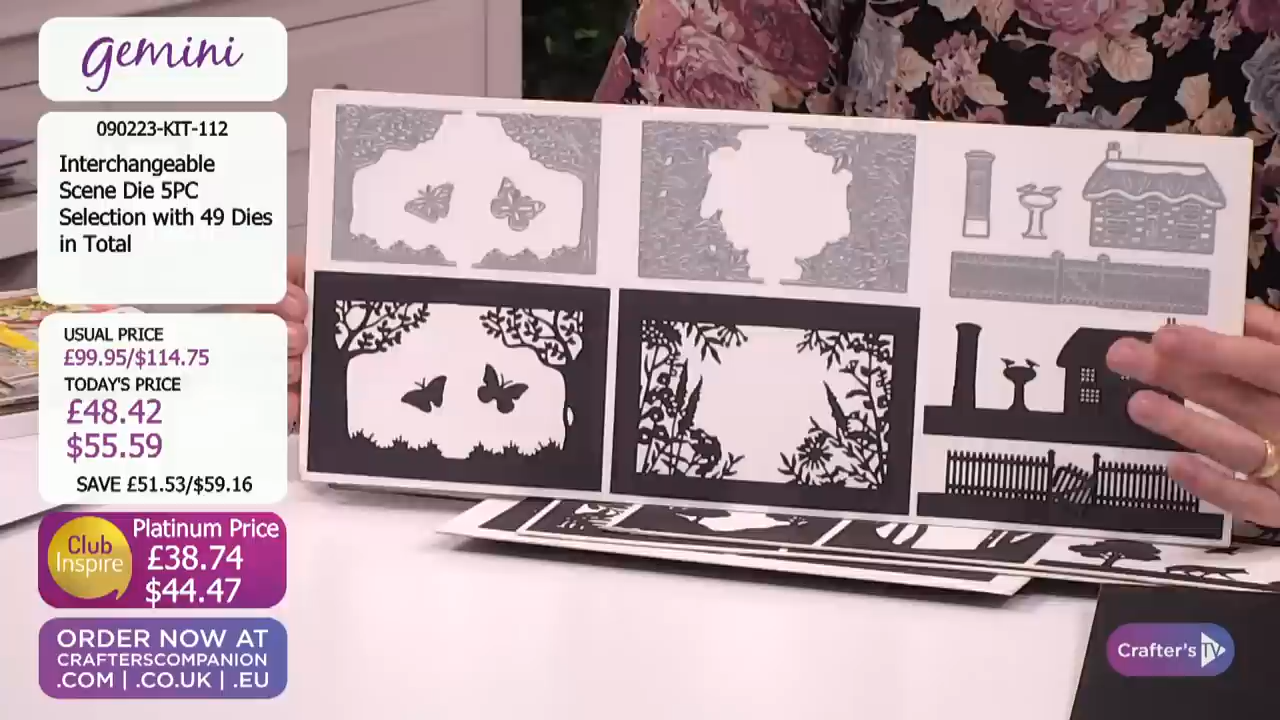 gemini
090223-KIT-112
Interchangeable
Scene Die 5PC
Selection with 49 Dies
in Total
USUAL PRICE
£99.95/$114.75
TODAY'S PRICE
£48.42
$55.59
SAVE £51.53/$59.16
Club
Inspire
Platinum Price
£38.74
$44.47
ORDER NOW AT
CRAFTERSCOMPANION
.COM | .CO.UK | .EU
Crafter's TV